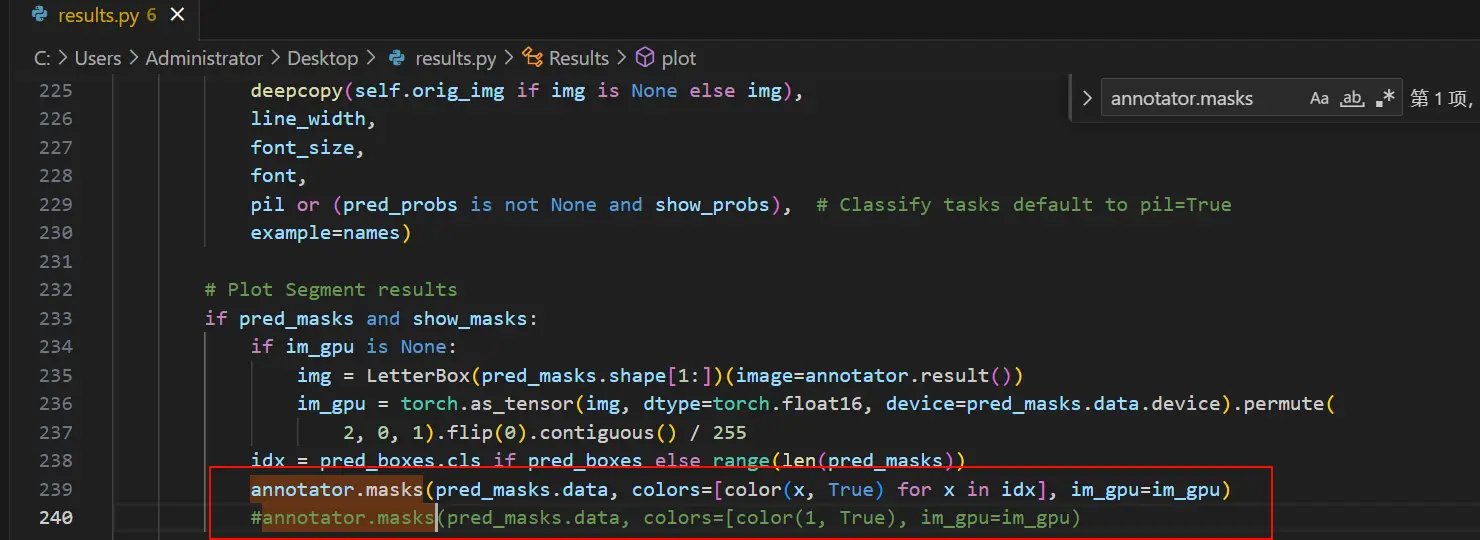 results.py 6
C: > Users > Administrator > Desktop > results.py > Results > plot
annotator.masks Aa ab .* 第 1 项,
225 deepcopy(self.orig_img if img is None else img),
226 line_width,
227 font_size,
228 font,
229 pil or (pred_probs is not None and show_probs),  # Classify tasks default to pil=True
230 example=names)
231
232 # Plot Segment results
233 if pred_masks and show_masks:
234 if im_gpu is None:
235 img = LetterBox(pred_masks.shape[1:])(image=annotator.result())
236 im_gpu = torch.as_tensor(img, dtype=torch.float16, device=pred_masks.data.device).permute(
237 2, 0, 1).flip(0).contiguous() / 255
238 idx = pred_boxes.cls if pred_boxes else range(len(pred_masks))
239 annotator.masks(pred_masks.data, colors=[color(x, True) for x in idx], im_gpu=im_gpu)
240 #annotator.masks(pred_masks.data, colors=[color(1, True), im_gpu=im_gpu)